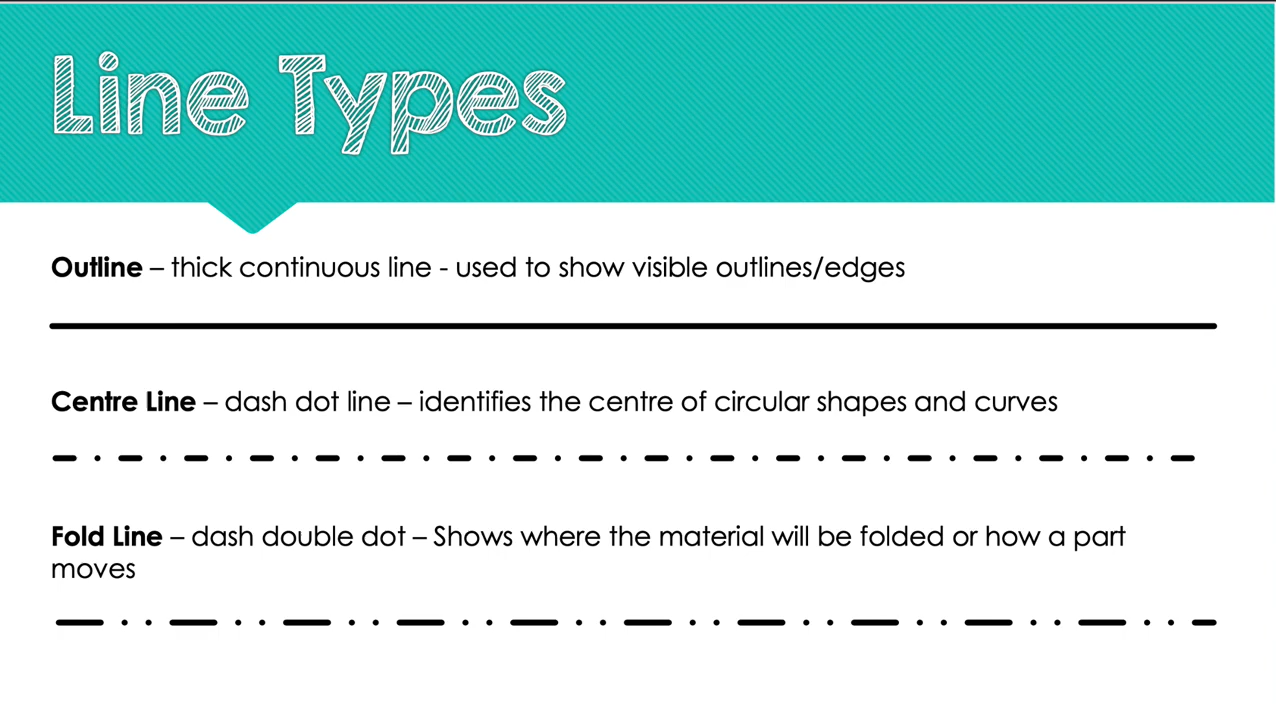 Line Types
Outline – thick continuous line - used to show visible outlines/edges
Centre Line – dash dot line – identifies the centre of circular shapes and curves
Fold Line – dash double dot – Shows where the material will be folded or how a part
moves